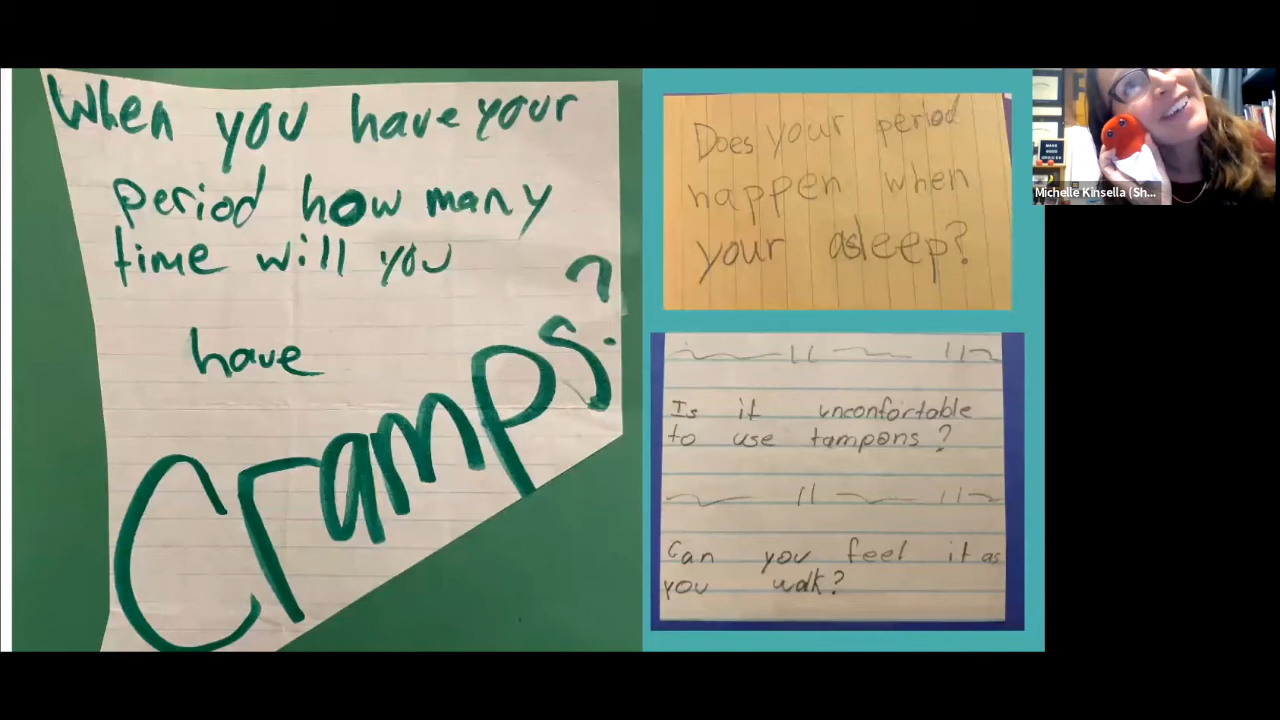 When you have your
period how many
time will you
have
Cramps?
Does your period
happen when
your asleep?
Is it unconfortable
to use tampons?
Can you feel it as
you walk?
Michelle Kinsella (Sh...